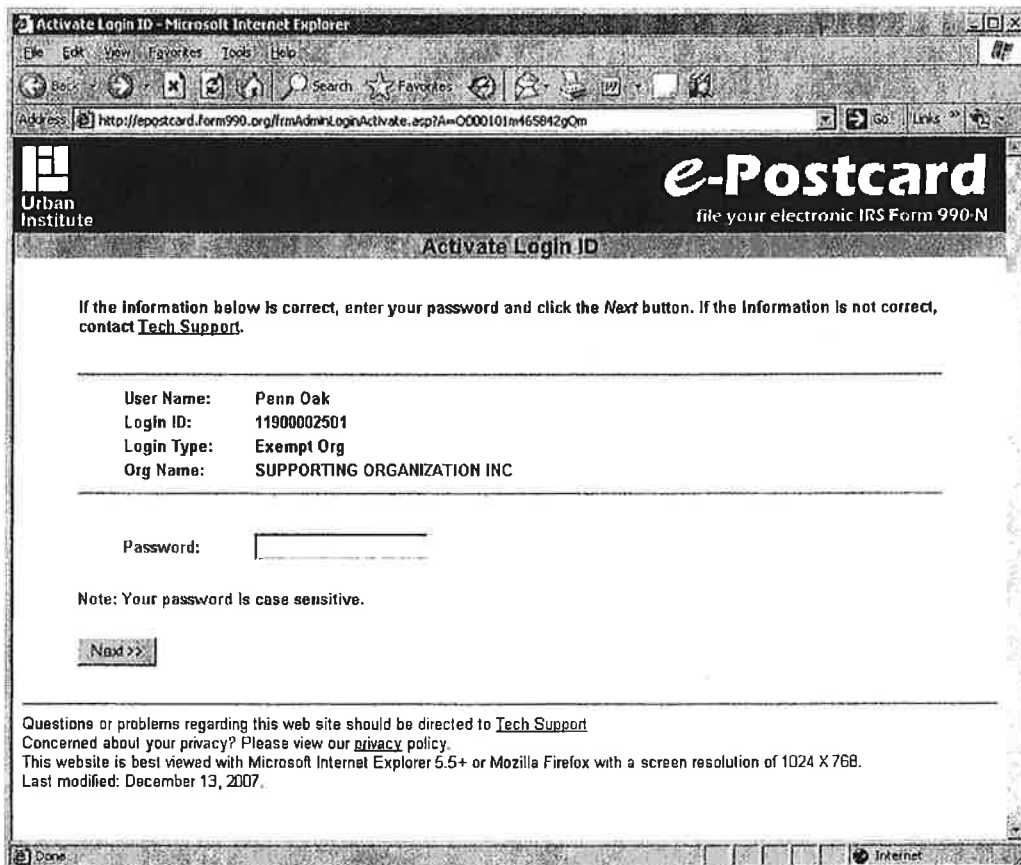 Activate Login ID - Microsoft Internet Explorer
File Edit View Favorites Tools Help
Back Search Favorites
Address http://epostcard.form990.org/frmAdminLoginActivate.asp?A=O000101m465842gQm Go Links »
Urban
Institute
e-Postcard
file your electronic IRS Form 990-N
Activate Login ID
If the information below is correct, enter your password and click the Next button. If the information is not correct,
contact Tech Support.
User Name: Penn Oak
Login ID: 11900002501
Login Type: Exempt Org
Org Name: SUPPORTING ORGANIZATION INC
Password:
Note: Your password is case sensitive.
Next >>
Questions or problems regarding this web site should be directed to Tech Support
Concerned about your privacy? Please view our privacy policy.
This website is best viewed with Microsoft Internet Explorer 5.5+ or Mozilla Firefox with a screen resolution of 1024 X 768.
Last modified: December 13, 2007.
Done Internet